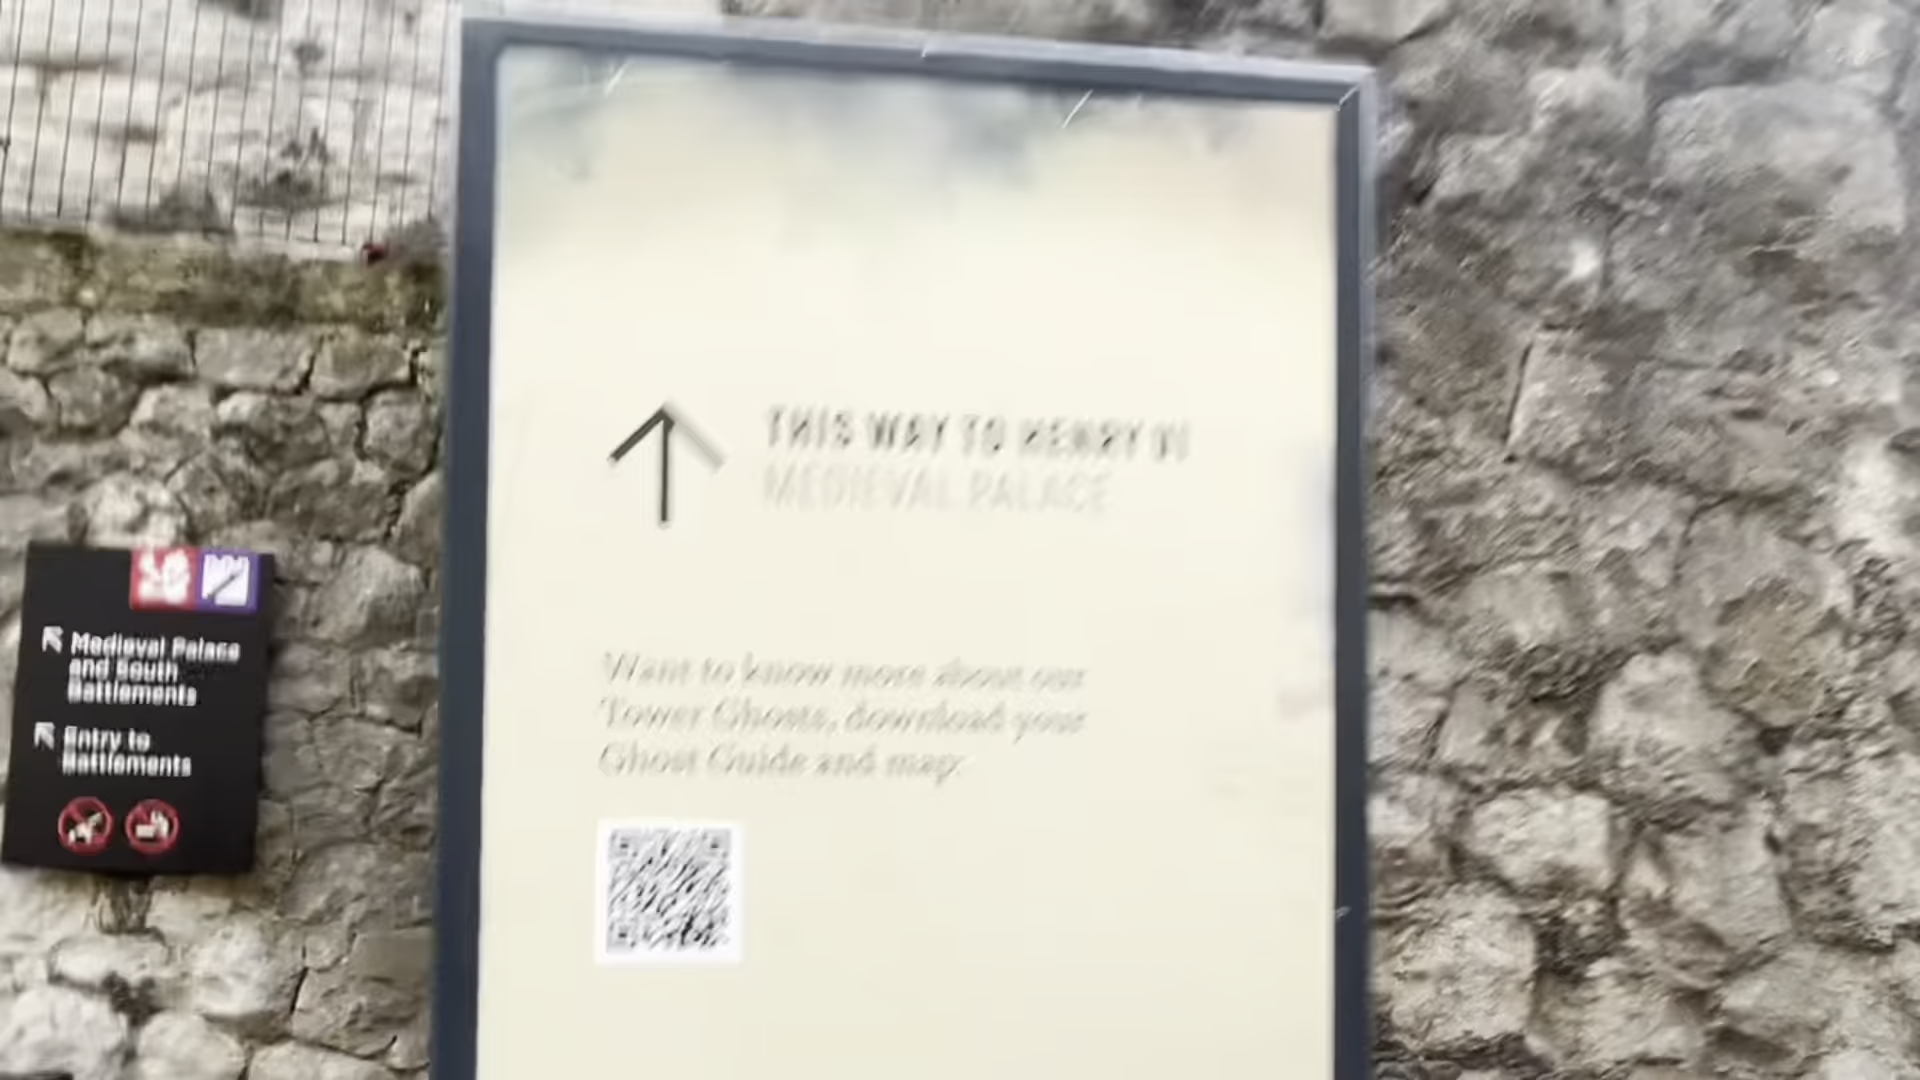 THIS WAY TO HENRY VI
MEDIEVAL PALACE
Want to know more about our
Tower Ghosts, download your
Ghost Guide and map.
Medieval Palace
and South
Battlements
Entry to
Battlements